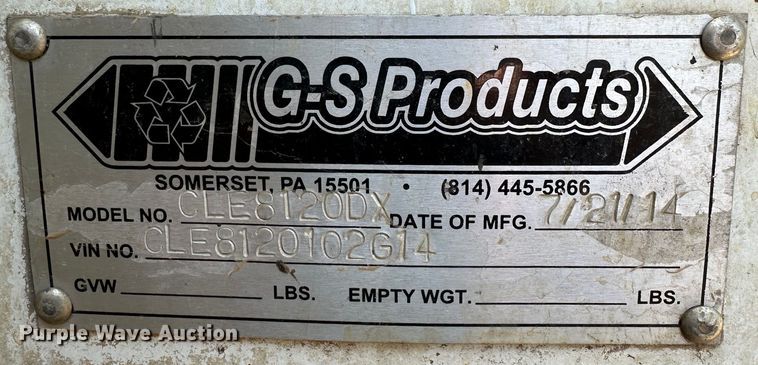 G-S Products
SOMERSET, PA 15501 • (814) 445-5866
MODEL NO. CLE8120DX DATE OF MFG. 7/21/14
VIN NO. CLE8120102G14
GVW LBS. EMPTY WGT. LBS.
Purple Wave Auction